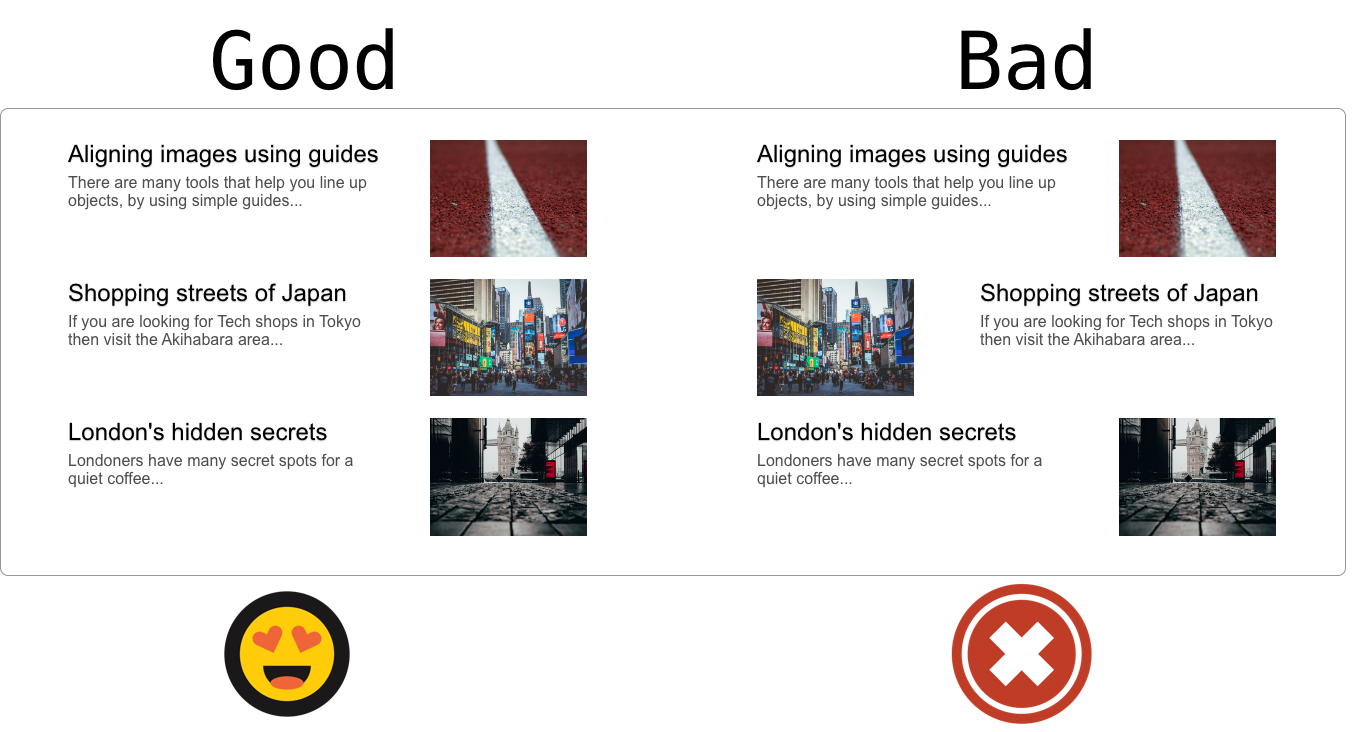 Good
Bad
Aligning images using guides
There are many tools that help you line up
objects, by using simple guides...
Shopping streets of Japan
If you are looking for Tech shops in Tokyo
then visit the Akihabara area...
London's hidden secrets
Londoners have many secret spots for a
quiet coffee...
Aligning images using guides
There are many tools that help you line up
objects, by using simple guides...
Shopping streets of Japan
If you are looking for Tech shops in Tokyo
then visit the Akihabara area...
London's hidden secrets
Londoners have many secret spots for a
quiet coffee...